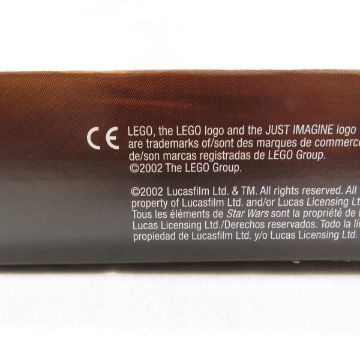 CE LEGO, the LEGO logo and the JUST IMAGINE logo
are trademarks of/sont des marques de commerce
de/son marcas registradas de LEGO Group.
©2002 The LEGO Group.
©2002 Lucasfilm Ltd. & TM. All rights reserved. All
property of Lucasfilm Ltd. and/or Lucas Licensing Lt
Tous les éléments de Star Wars sont la propriété de
Lucas Licensing Ltd./Derechos reservados. Todo la
propiedad de Lucasfilm Ltd. y/o Lucas Licensing Ltd.